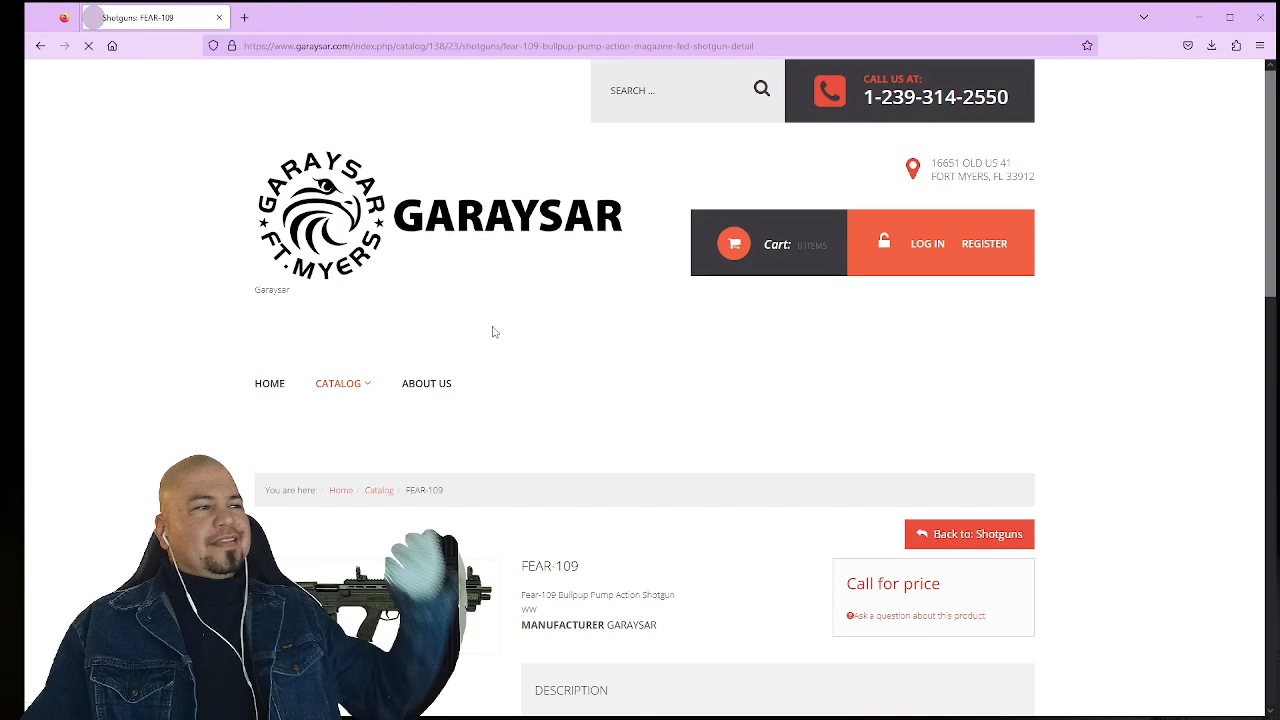 Shotguns: FEAR-109
https://www.garaysar.com/index.php/catalog/138/23/shotguns/fear-109-bullpup-pump-action-magazine-fed-shotgun-detail
SEARCH ...
CALL US AT:
1-239-314-2550
GARAYSAR
FT. MYERS
GARAYSAR
16651 OLD US 41
FORT MYERS, FL 33912
Cart: 0 ITEMS
LOG IN REGISTER
Garaysar
HOME CATALOG ABOUT US
You are here: / Home / Catalog / FEAR-109
Back to: Shotguns
FEAR-109
Call for price
Fear-109 Bullpup Pump Action Shotgun
WW
Ask a question about this product
MANUFACTURER GARAYSAR
DESCRIPTION